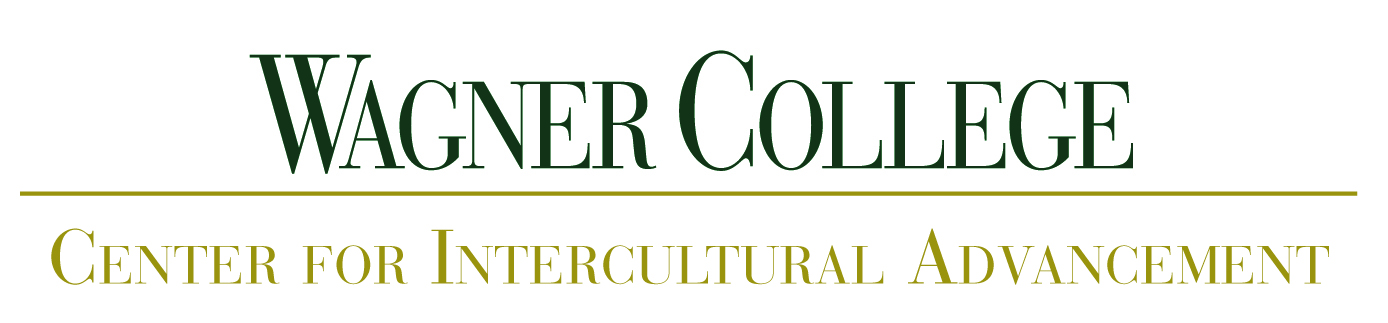 WAGNER COLLEGE
CENTER FOR INTERCULTURAL ADVANCEMENT